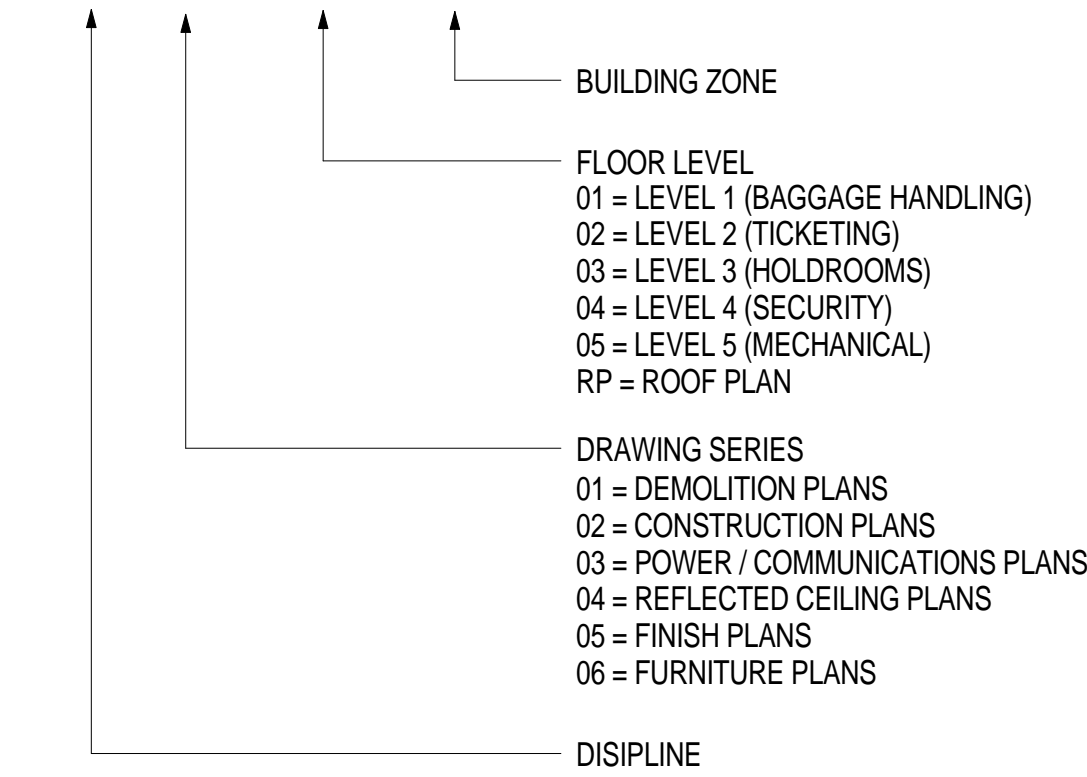 BUILDING ZONE
FLOOR LEVEL
01 = LEVEL 1 (BAGGAGE HANDLING)
02 = LEVEL 2 (TICKETING)
03 = LEVEL 3 (HOLDROOMS)
04 = LEVEL 4 (SECURITY)
05 = LEVEL 5 (MECHANICAL)
RP = ROOF PLAN
DRAWING SERIES
01 = DEMOLITION PLANS
02 = CONSTRUCTION PLANS
03 = POWER / COMMUNICATIONS PLANS
04 = REFLECTED CEILING PLANS
05 = FINISH PLANS
06 = FURNITURE PLANS
DISIPLINE